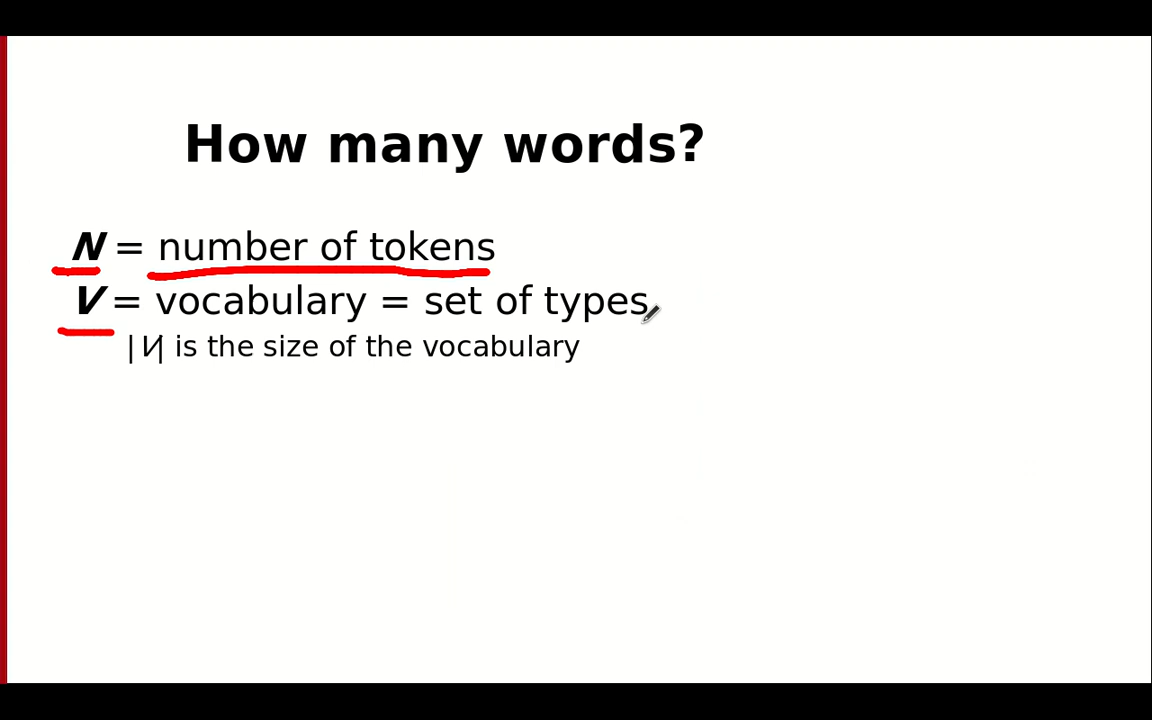 How many words?
N = number of tokens
V = vocabulary = set of types
|V| is the size of the vocabulary